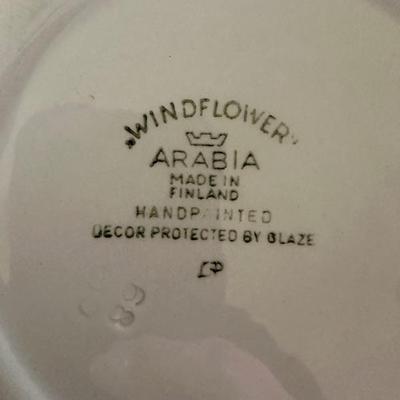 „WINDFLOWER"
ARABIA
MADE IN
FINLAND
HANDPAINTED
DECOR PROTECTED BY GLAZE